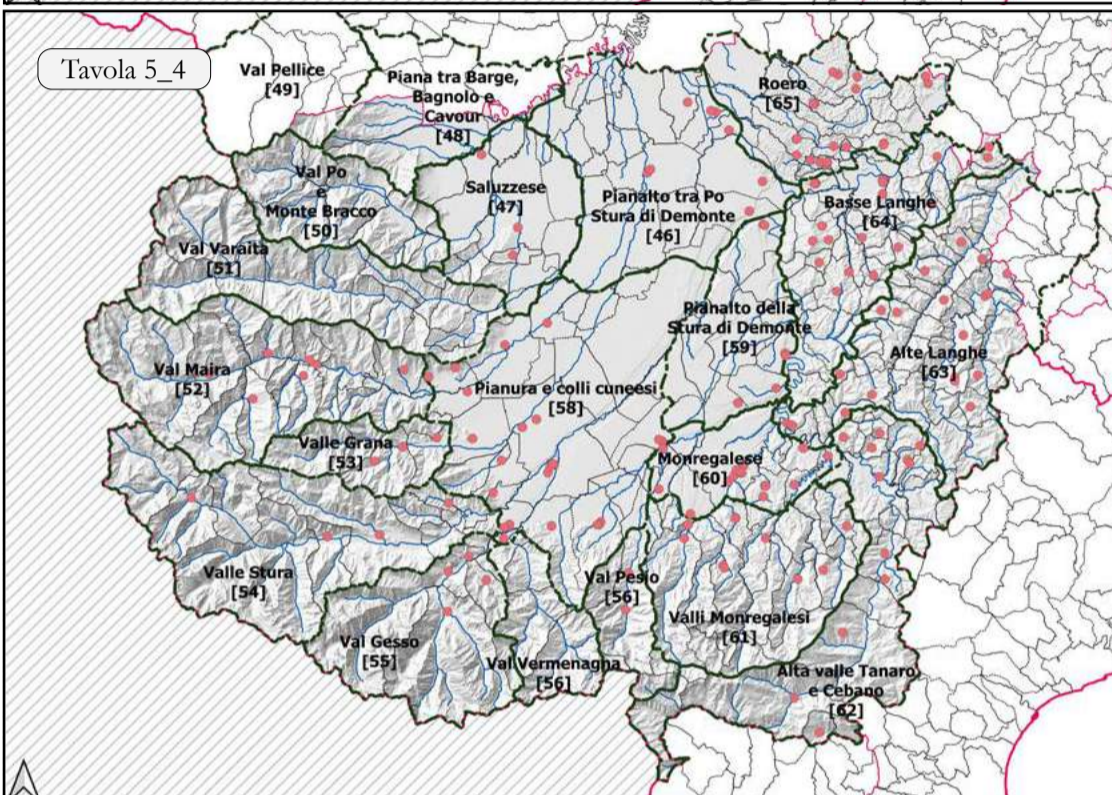 Tavola 5_4
Val Pellice
[49]
Piana tra Barge,
Bagnolo e
Cavour
[48]
Roero
[65]
Val Po
e
Monte Bracco
[50]
Saluzzese
[47]
Pianalto tra Po
Stura di Demonte
[46]
Basse Langhe
[64]
Val Varaita
[51]
Pianalto della
Stura di Demonte
[59]
Alte Langhe
[63]
Val Maira
[52]
Pianura e colli cuneesi
[58]
Valle Grana
[53]
Monregalese
[60]
Valle Stura
[54]
Val Pesio
[56]
Valli Monregalesi
[61]
Val Gesso
[55]
Val Vermenagna
[56]
Alta valle Tanaro
e Cebano
[62]